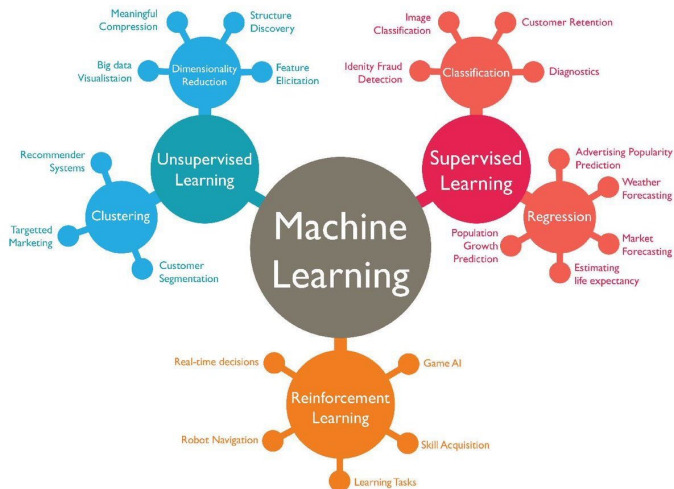 Meaningful
Compression
Structure
Discovery
Big data
Visualistaion
Dimensionality
Reduction
Feature
Elicitation
Image
Classification
Customer Retention
Idenity Fraud
Detection
Classification
Diagnostics
Recommender
Systems
Unsupervised
Learning
Supervised
Learning
Advertising Popularity
Prediction
Weather
Forecasting
Clustering
Targetted
Marketing
Customer
Segmentation
Machine
Learning
Population
Growth
Prediction
Regression
Market
Forecasting
Estimating
life expectancy
Real-time decisions
Game AI
Reinforcement
Learning
Robot Navigation
Skill Acquisition
Learning Tasks